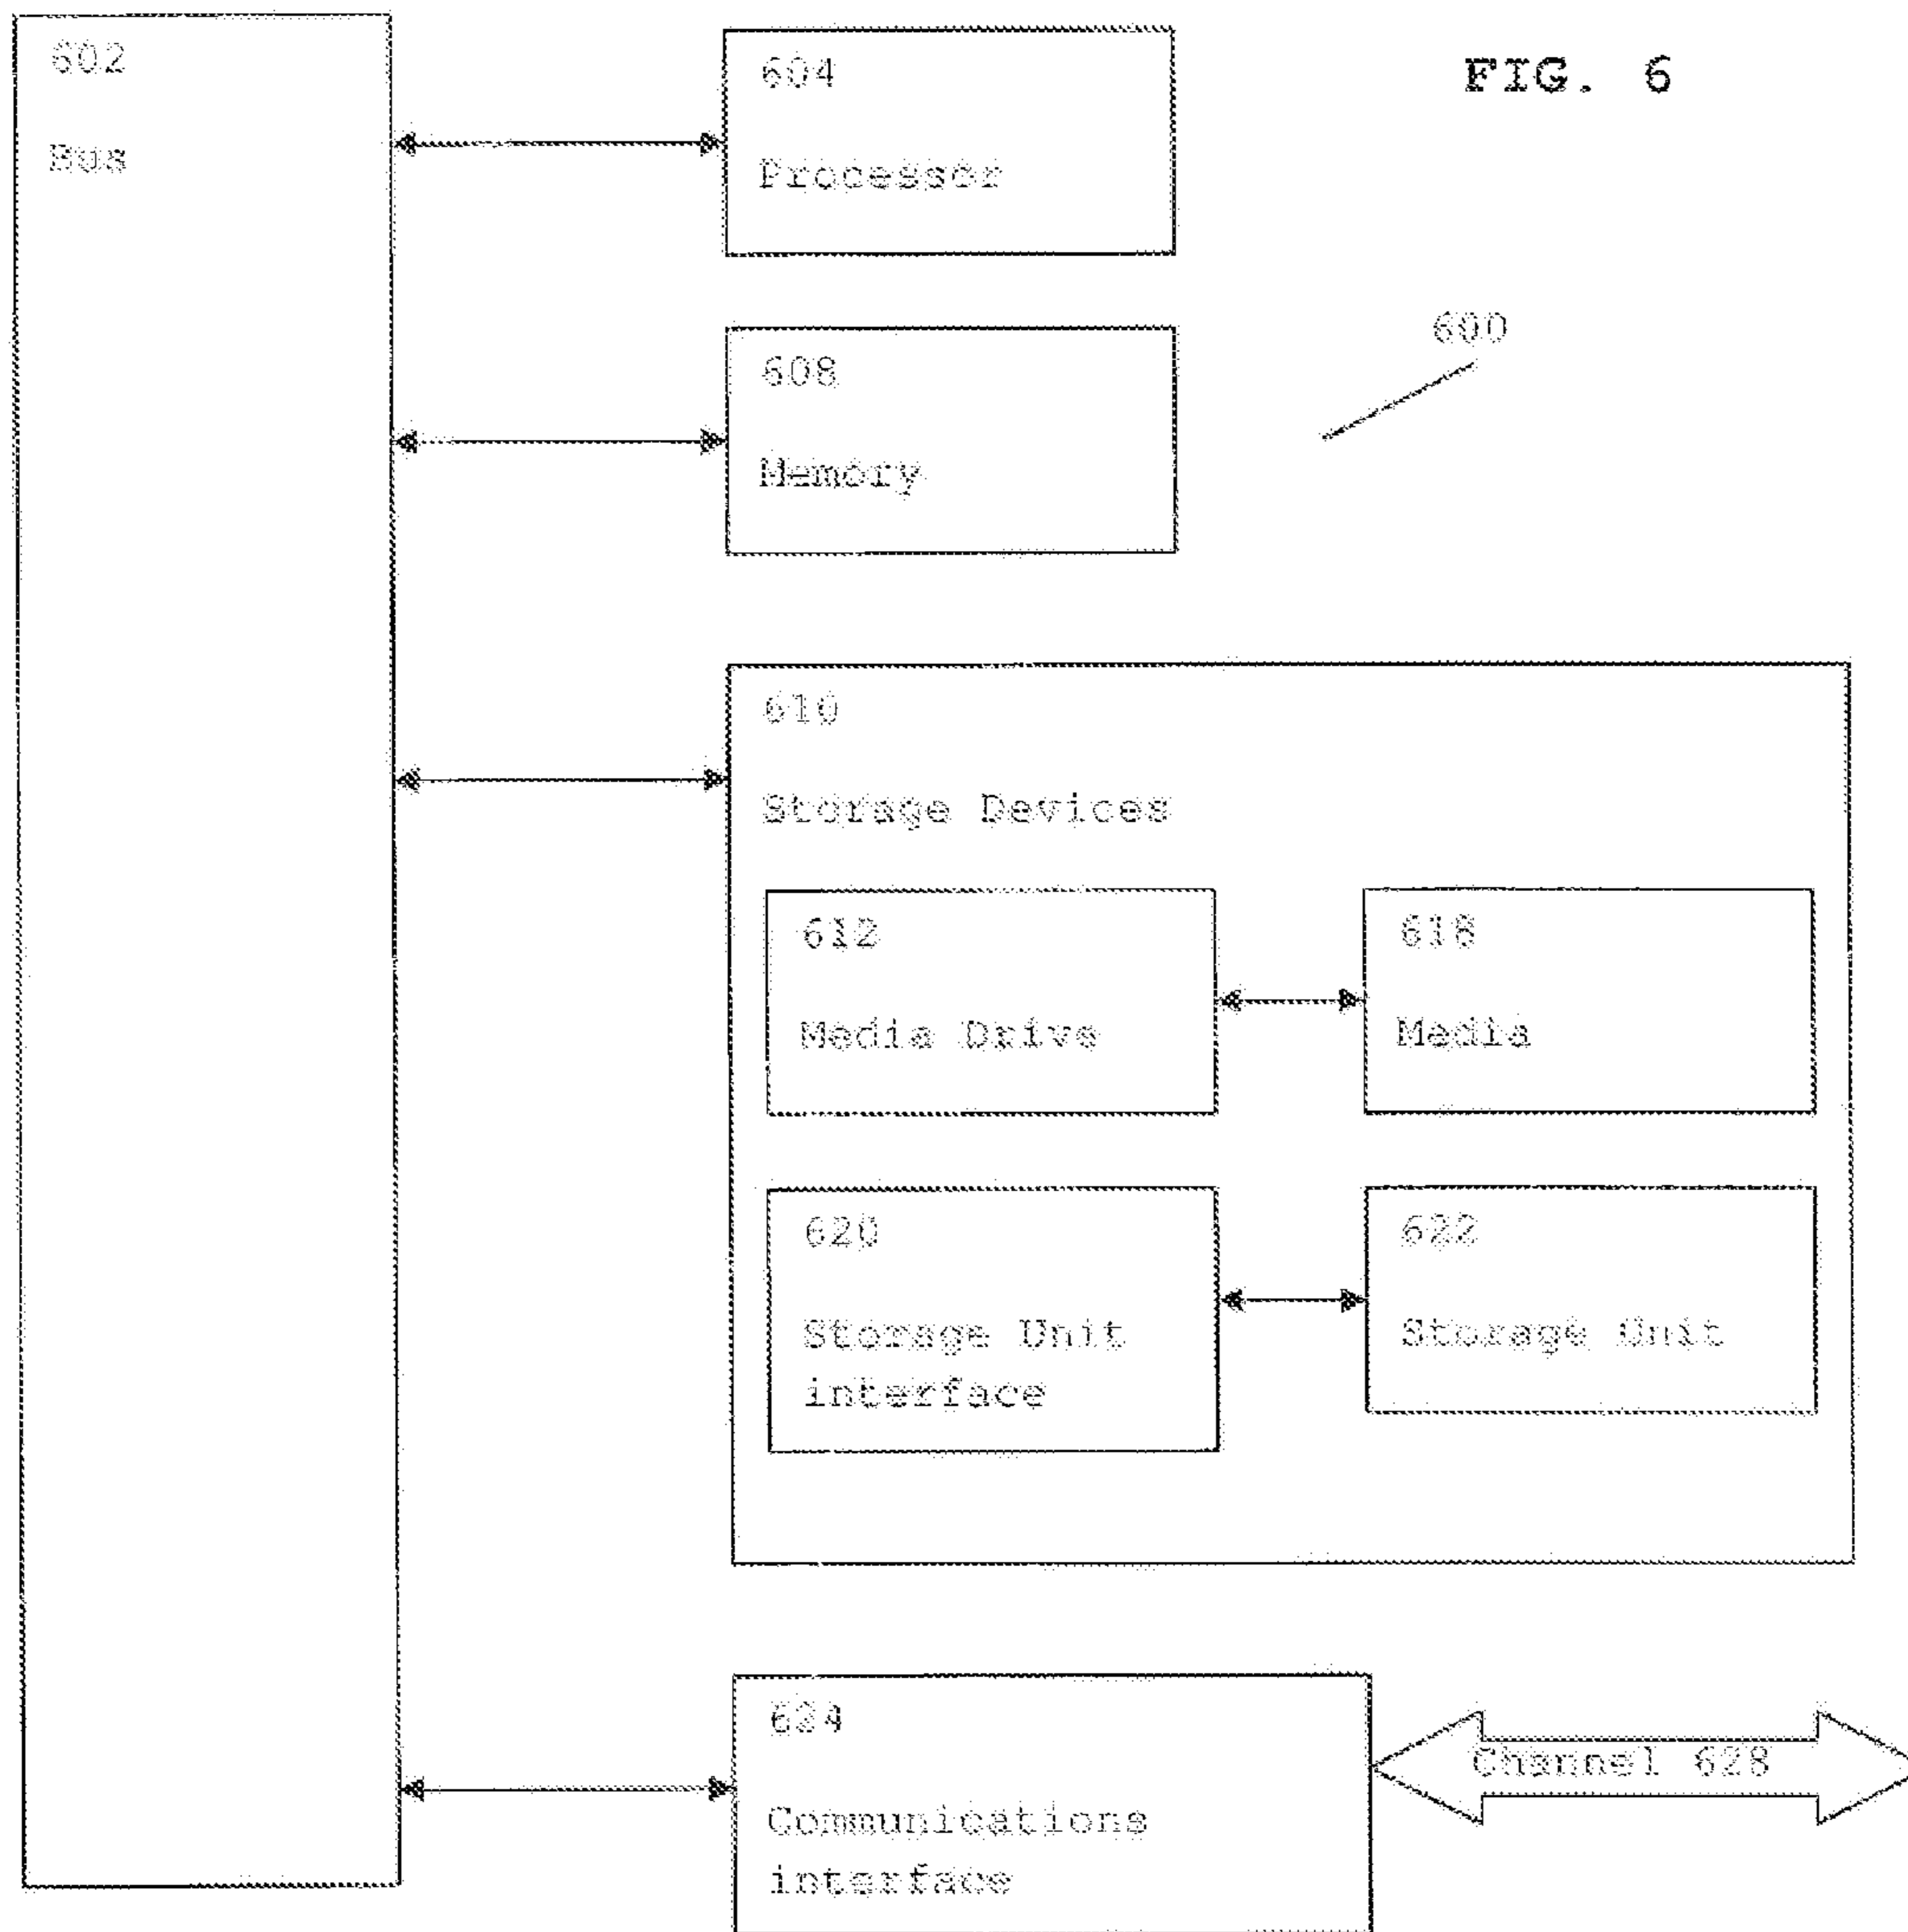 602
Bus
604
Processor
FIG. 6
600
608
Memory
610
Storage Devices
612
Media Drive
618
Media
620
Storage Unit
interface
622
Storage Unit
624
Communications
interface
Channel 628